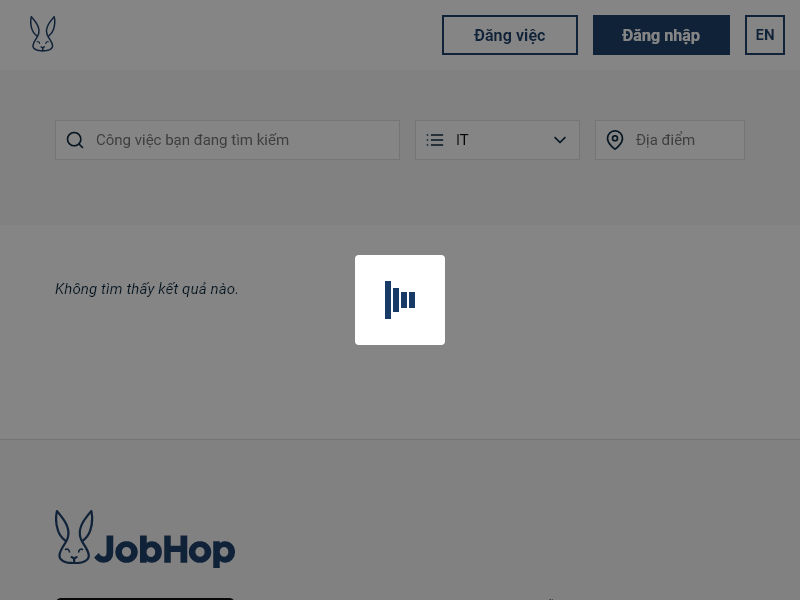 Đăng việc
Đăng nhập
EN
Công việc bạn đang tìm kiếm
IT
Địa điểm
Không tìm thấy kết quả nào.
JobHop